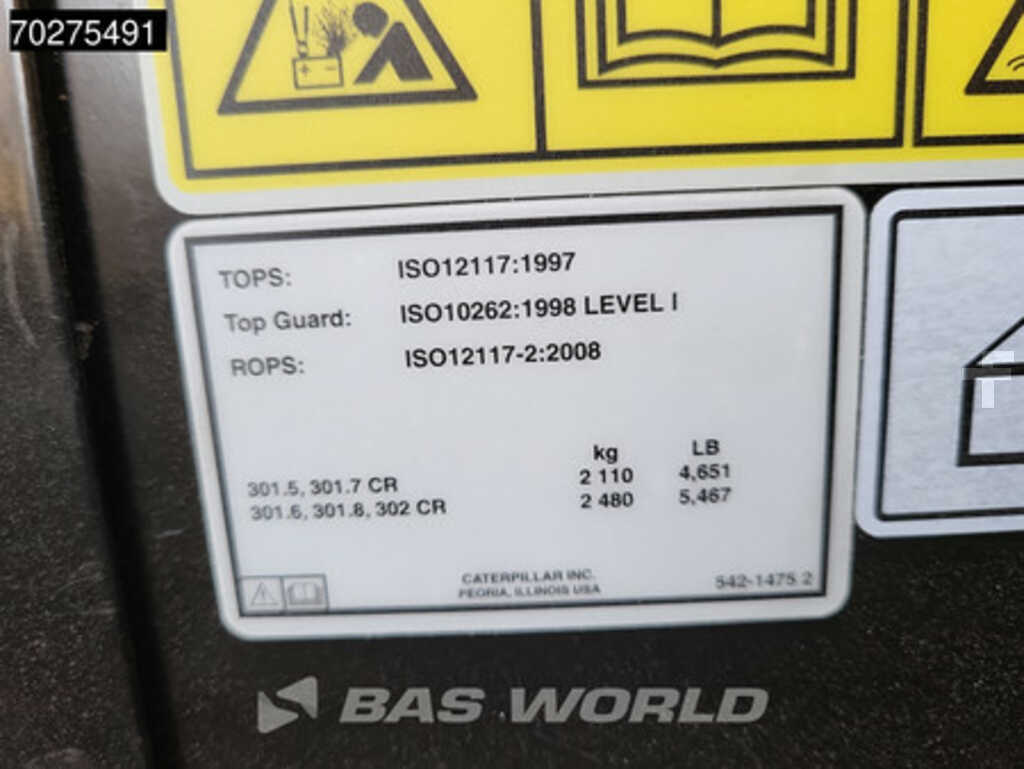 70275491
TOPS: ISO12117:1997
Top Guard: ISO10262:1998 LEVEL I
ROPS: ISO12117-2:2008
kg LB
301.5, 301.7 CR 2 110 4,651
301.6, 301.8, 302 CR 2 480 5,467
CATERPILLAR INC.
PEORIA, ILLINOIS USA
542-1475 2
BAS WORLD